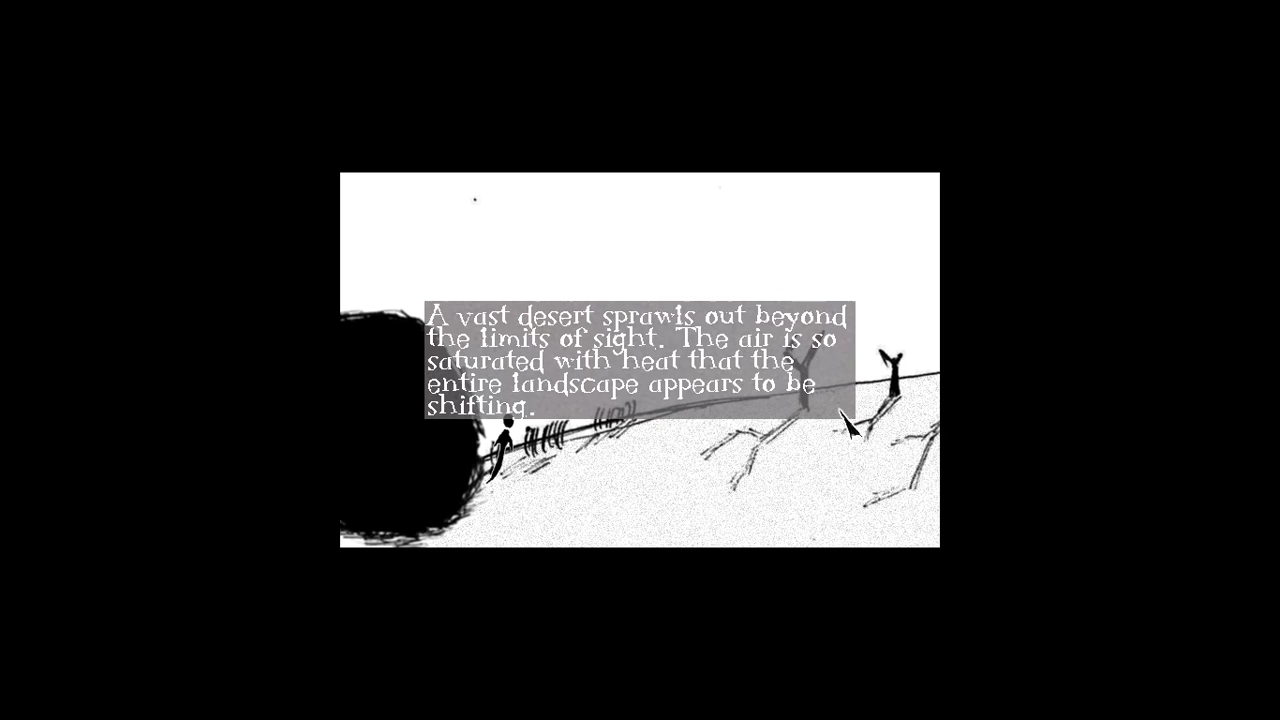 A vast desert sprawls out beyond
the limits of sight. The air is so
saturated with heat that the
entire landscape appears to be
shifting.